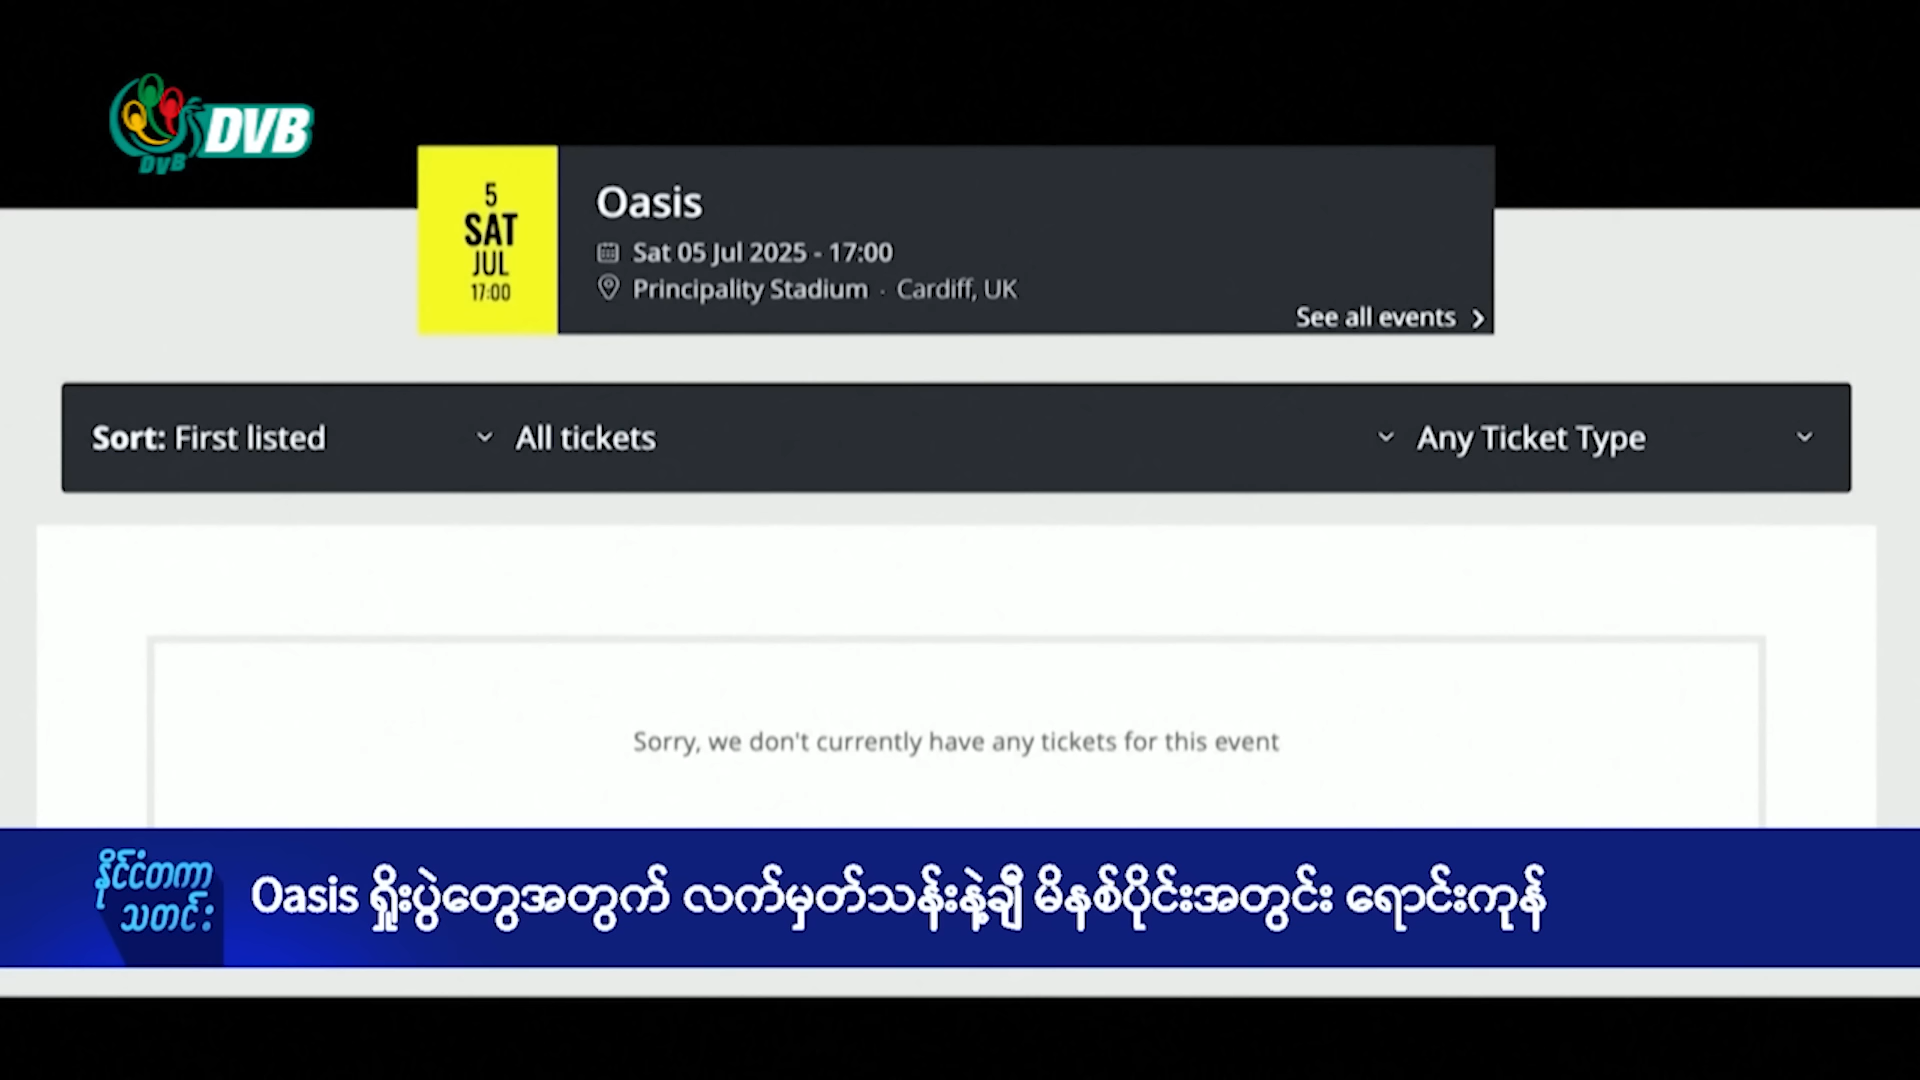 DVB
DVB
5
SAT
JUL
17:00
Oasis
Sat 05 Jul 2025 - 17:00
Principality Stadium · Cardiff, UK
See all events
Sort: First listed
All tickets
Any Ticket Type
Sorry, we don't currently have any tickets for this event
နိုင်ငံတကာ
သတင်း
Oasis ရှိုးပွဲတွေအတွက် လက်မှတ်သန်းနဲ့ချီ မိနစ်ပိုင်းအတွင်း ရောင်းကုန်